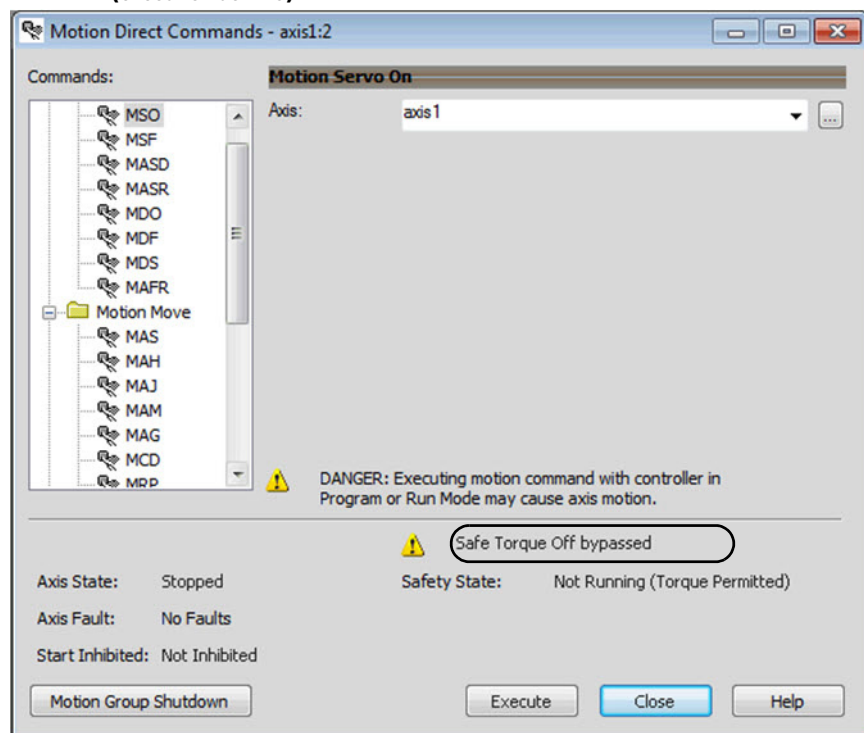 Motion Direct Commands - axis1:2
Commands:
Motion Servo On
MSO
MSF
MASD
MASR
MDO
MDF
MDS
MAFR
Motion Move
MAS
MAH
MAJ
MAM
MAG
MCD
MRP
Axis:
axis1
...
DANGER: Executing motion command with controller in
Program or Run Mode may cause axis motion.
Safe Torque Off bypassed
Axis State: Stopped
Safety State: Not Running (Torque Permitted)
Axis Fault: No Faults
Start Inhibited: Not Inhibited
Motion Group Shutdown
Execute
Close
Help